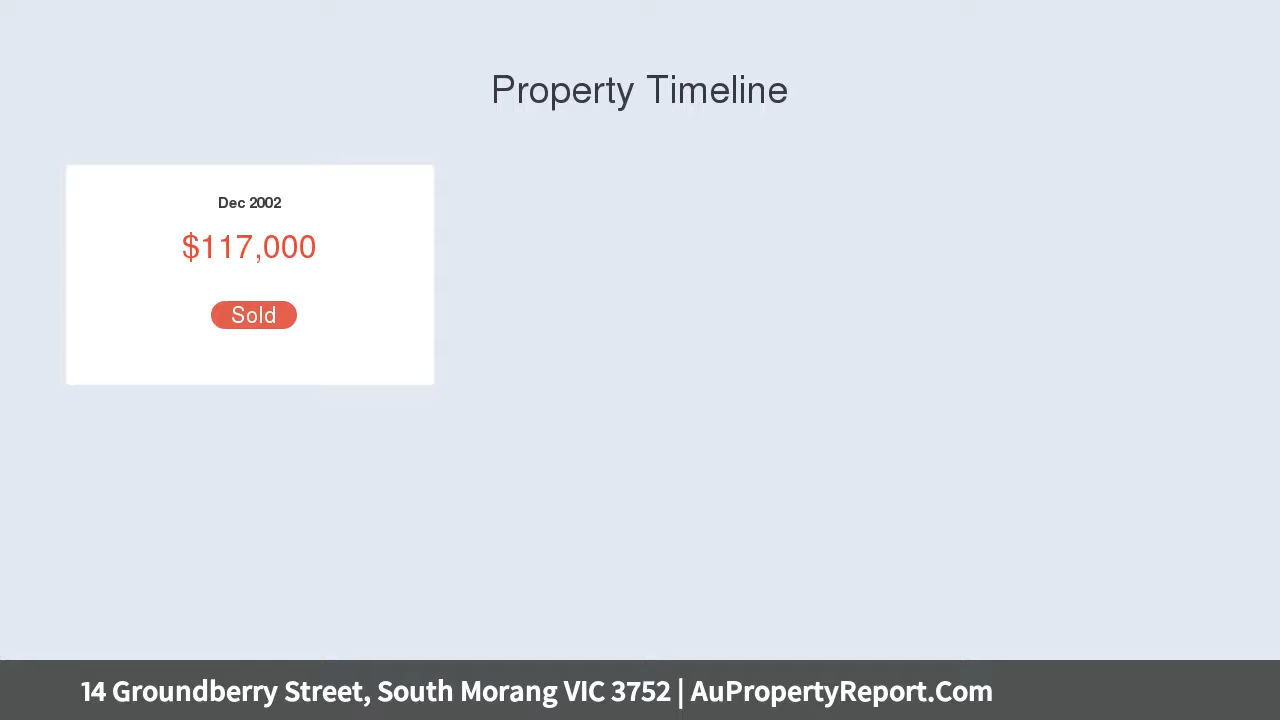 Property Timeline
Dec 2002
$117,000
Sold
14 Groundberry Street, South Morang VIC 3752 | AuPropertyReport.Com